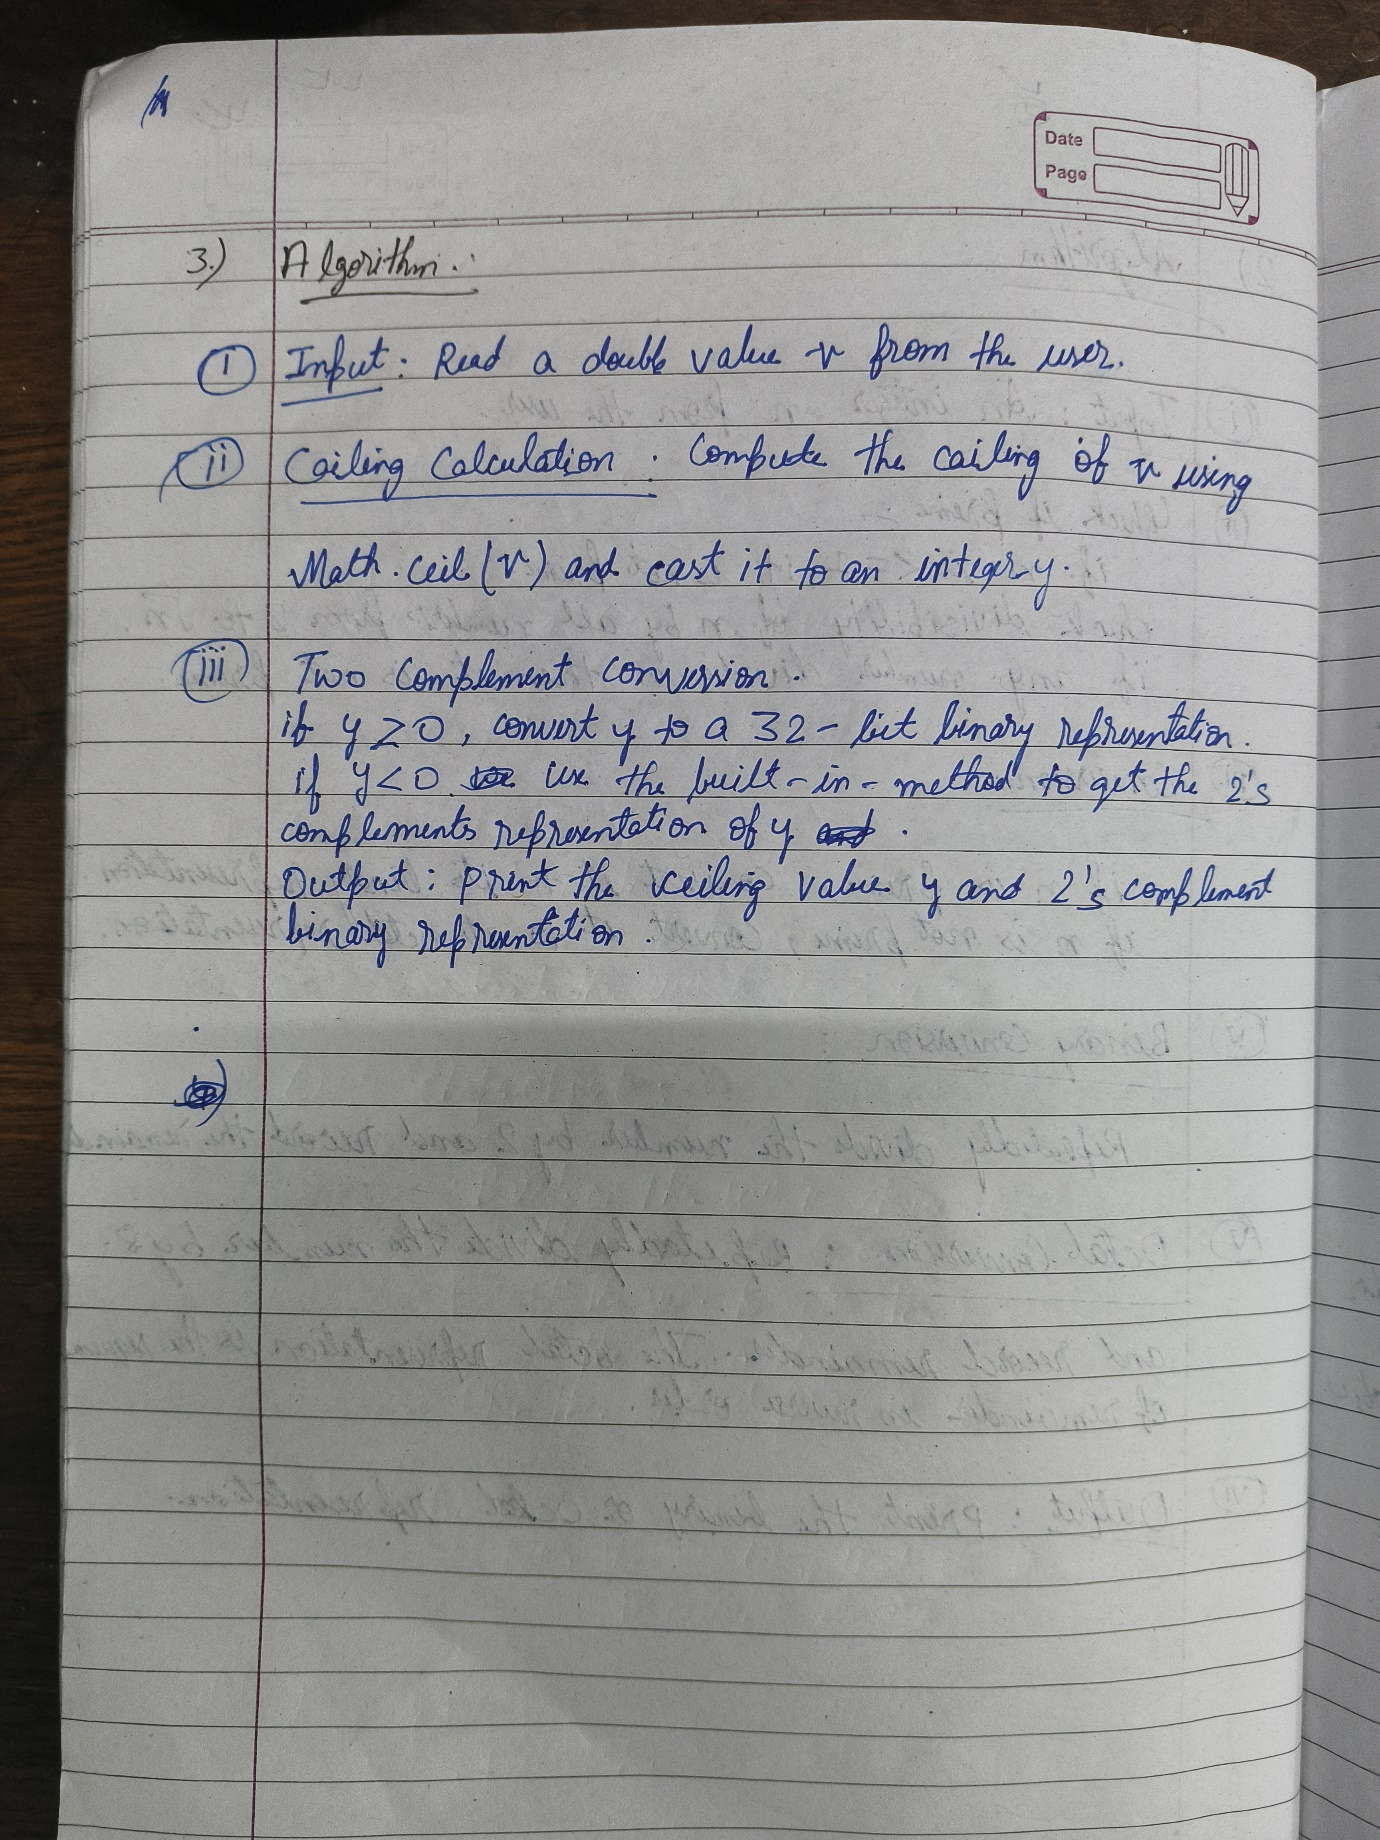 Date
Page
3.) Algorithm.:
(i) Input: Read a double value v from the user.
(ii) Cailing Calculation. Compute the cailing of v using
Math.ceil(v) and cast it to an integer y.
(iii) Two Complement conversion.
if y ≥ 0, convert y to a 32-bit binary representation.
if y<0 use the built-in-method to get the 2's
complements representation of y.
Output: print the ceiling value y and 2's complement
binary representation.